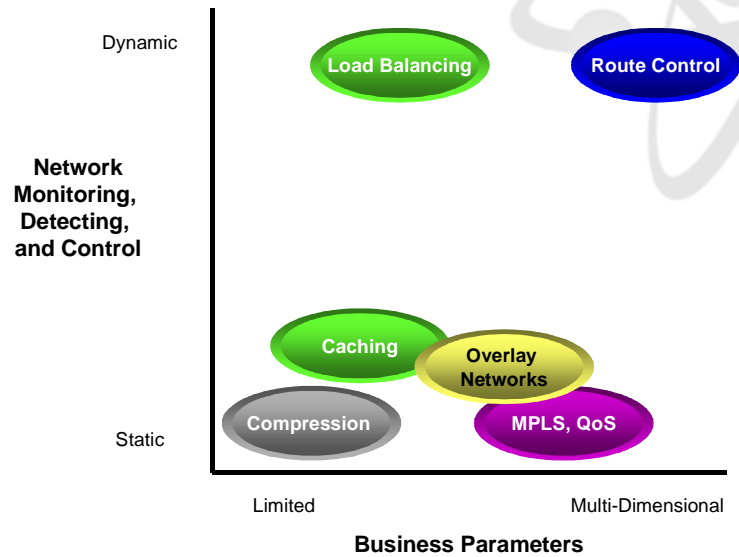 Dynamic
Load Balancing
Route Control
Network
Monitoring,
Detecting,
and Control
Caching
Overlay
Networks
Compression
MPLS, QoS
Static
Limited
Multi-Dimensional
Business Parameters